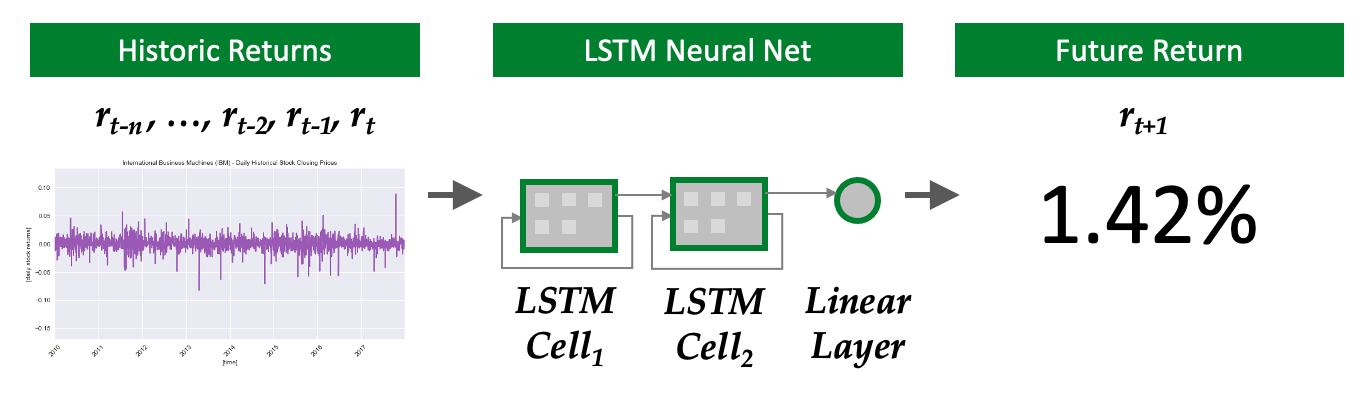 Historic Returns
LSTM Neural Net
Future Return
r_{t-n}, ..., r_{t-2}, r_{t-1}, r_t
r_{t+1}
International Business Machines (IBM) - Daily Historical Stock Closing Prices
0.10
0.05
0.00
−0.05
−0.10
−0.15
[daily stock returns]
2010
2011
2012
2013
2014
2015
2016
2017
[time]
1.42%
LSTM
Cell_1
LSTM
Cell_2
Linear
Layer